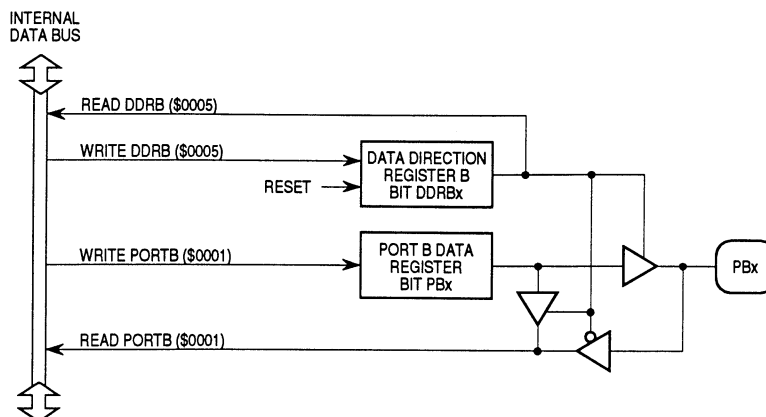 INTERNAL
DATA BUS
READ DDRB ($0005)
WRITE DDRB ($0005)
RESET
DATA DIRECTION
REGISTER B
BIT DDRBx
WRITE PORTB ($0001)
PORT B DATA
REGISTER
BIT PBx
PBx
READ PORTB ($0001)